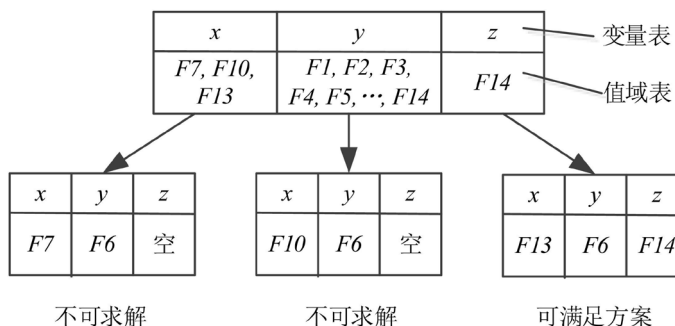 x y z 变量表
F7, F10, F13 F1, F2, F3, F4, F5, …, F14 F14 值域表
x y z
F7 F6 空
不可求解
x y z
F10 F6 空
不可求解
x y z
F13 F6 F14
可满足方案